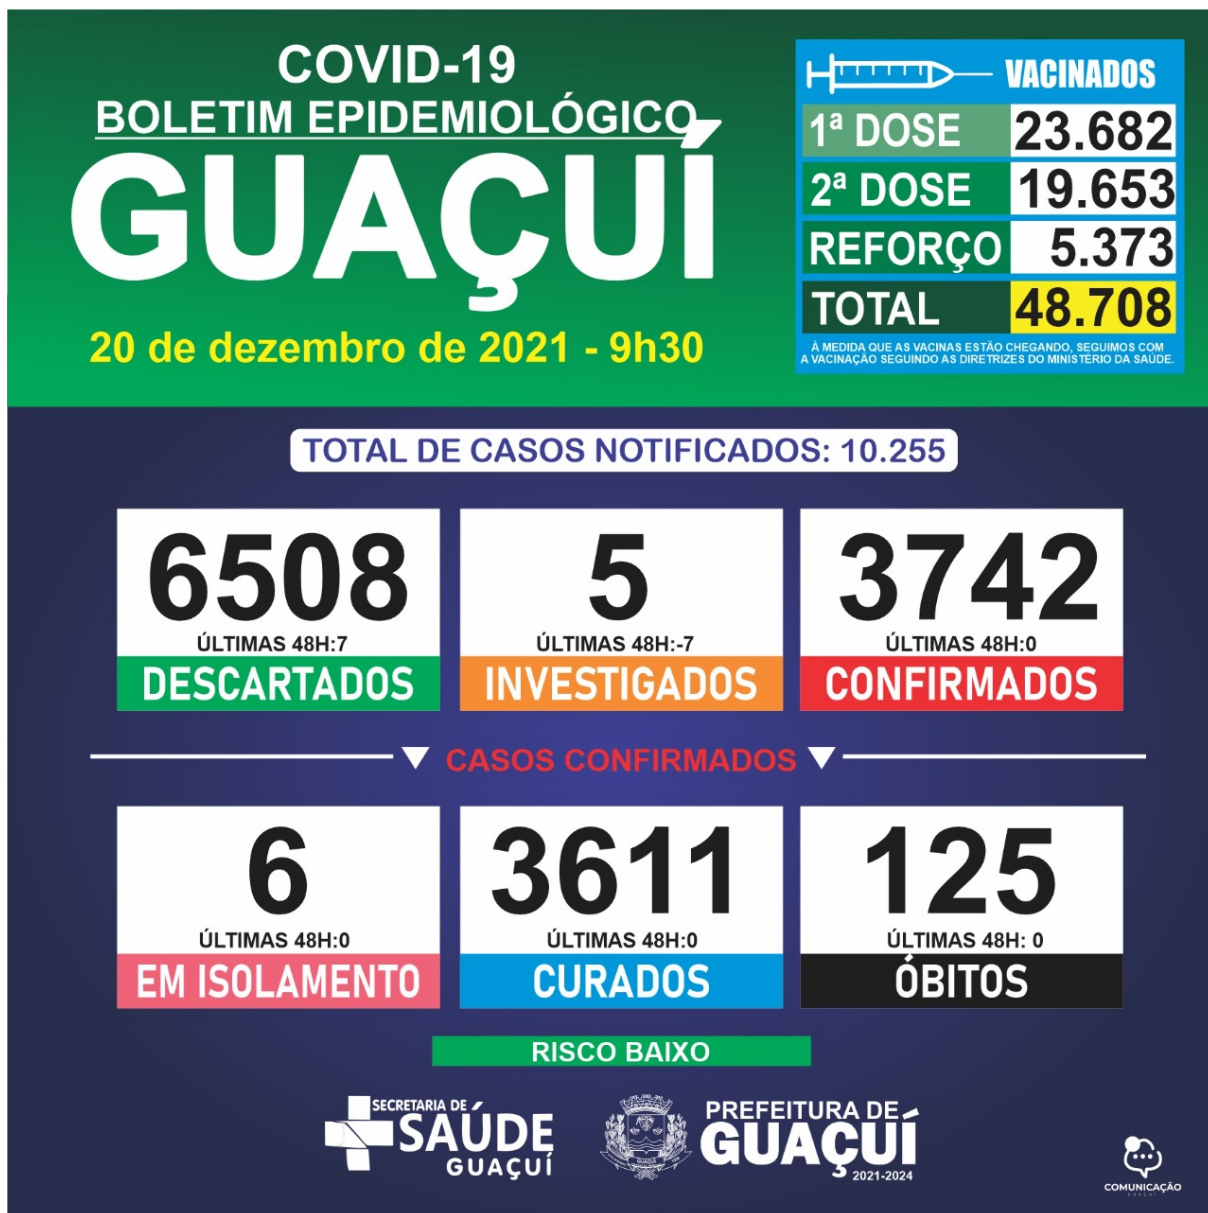 COVID-19
BOLETIM EPIDEMIOLÓGICO
GUAÇUÍ
20 de dezembro de 2021 - 9h30
VACINADOS
1ª DOSE 23.682
2ª DOSE 19.653
REFORÇO 5.373
TOTAL 48.708
À MEDIDA QUE AS VACINAS ESTÃO CHEGANDO, SEGUIMOS COM
A VACINAÇÃO SEGUINDO AS DIRETRIZES DO MINISTÉRIO DA SAÚDE.
TOTAL DE CASOS NOTIFICADOS: 10.255
6508
ÚLTIMAS 48H:7
DESCARTADOS
5
ÚLTIMAS 48H:-7
INVESTIGADOS
3742
ÚLTIMAS 48H:0
CONFIRMADOS
CASOS CONFIRMADOS
6
ÚLTIMAS 48H:0
EM ISOLAMENTO
3611
ÚLTIMAS 48H:0
CURADOS
125
ÚLTIMAS 48H: 0
ÓBITOS
RISCO BAIXO
SECRETARIA DE
SAÚDE
GUAÇUÍ
GUAÇUÍ
PREFEITURA DE
GUAÇUÍ
2021-2024
COMUNICAÇÃO
GUAÇUÍ